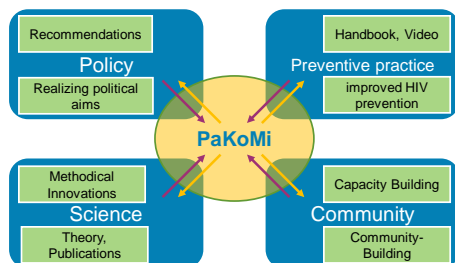 Recommendations
Policy
Realizing political
aims
Handbook, Video
Preventive practice
improved HIV
prevention
PaKoMi
Methodical
Innovations
Science
Theory,
Publications
Capacity Building
Community
Community-
Building